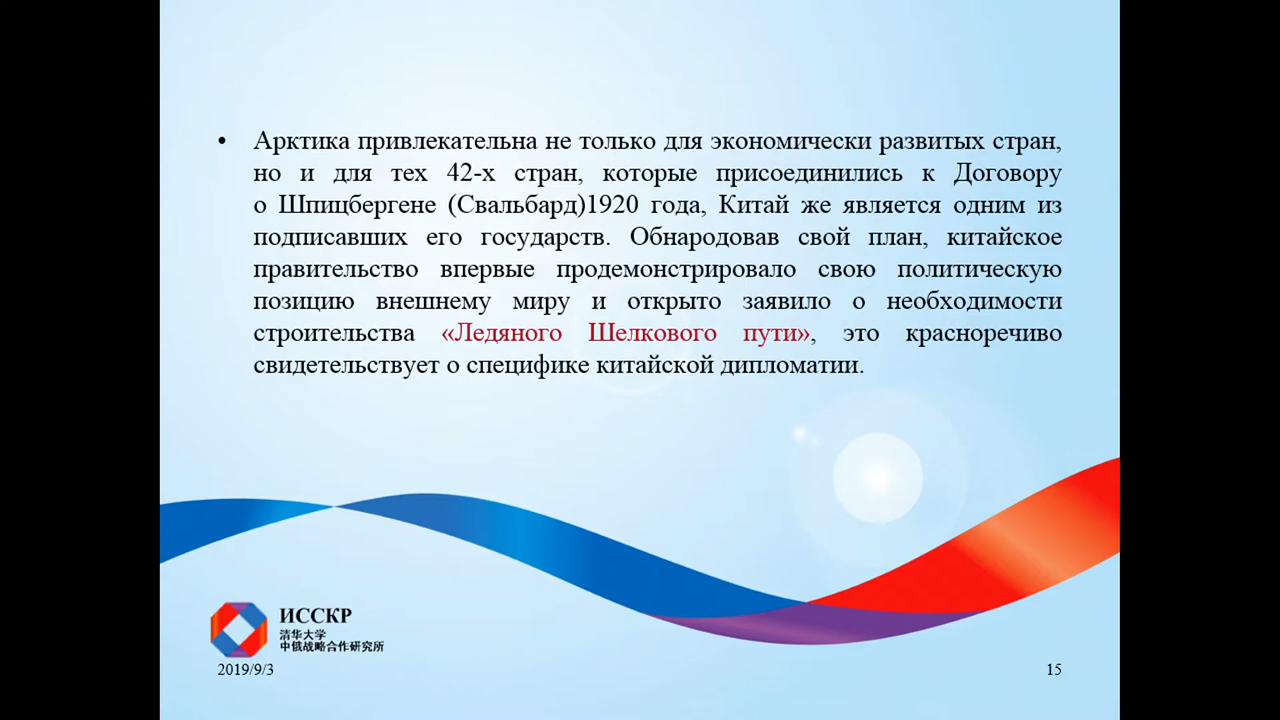 • Арктика привлекательна не только для экономически развитых стран,
но и для тех 42-х стран, которые присоединились к Договору
о Шпицбергене (Свальбард)1920 года, Китай же является одним из
подписавших его государств. Обнародовав свой план, китайское
правительство впервые продемонстрировало свою политическую
позицию внешнему миру и открыто заявило о необходимости
строительства «Ледяного Шелкового пути», это красноречиво
свидетельствует о специфике китайской дипломатии.
ИССКР
清华大学
中俄战略合作研究所
2019/9/3
15